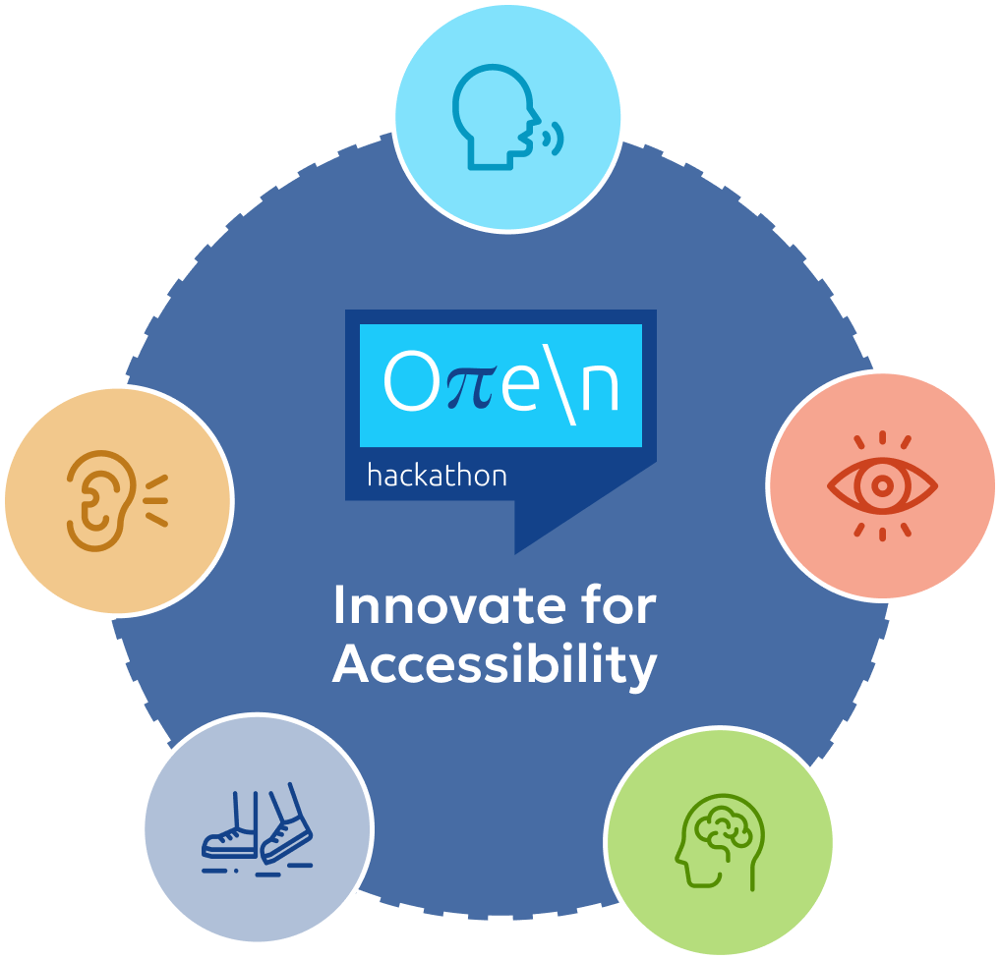 Oπe\n
hackathon
Innovate for
Accessibility